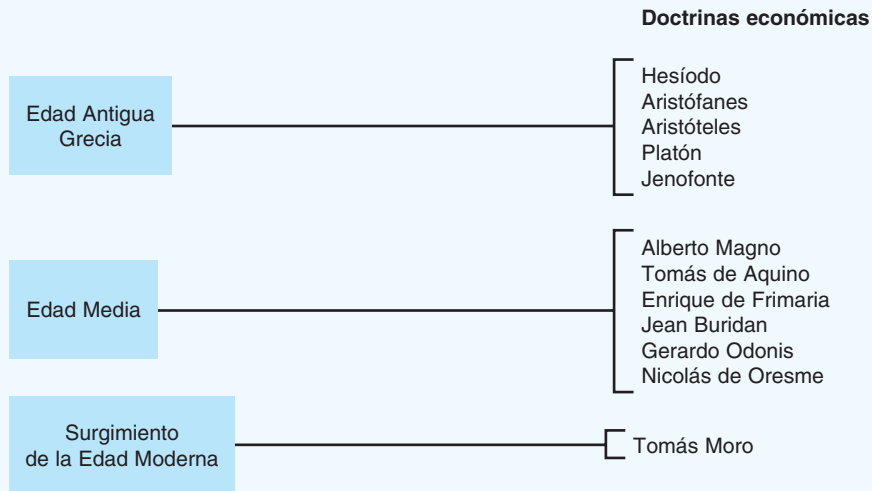 Doctrinas económicas
Edad Antigua
Grecia
Hesíodo
Aristófanes
Aristóteles
Platón
Jenofonte
Edad Media
Alberto Magno
Tomás de Aquino
Enrique de Frimaria
Jean Buridan
Gerardo Odonis
Nicolás de Oresme
Surgimiento
de la Edad Moderna
Tomás Moro